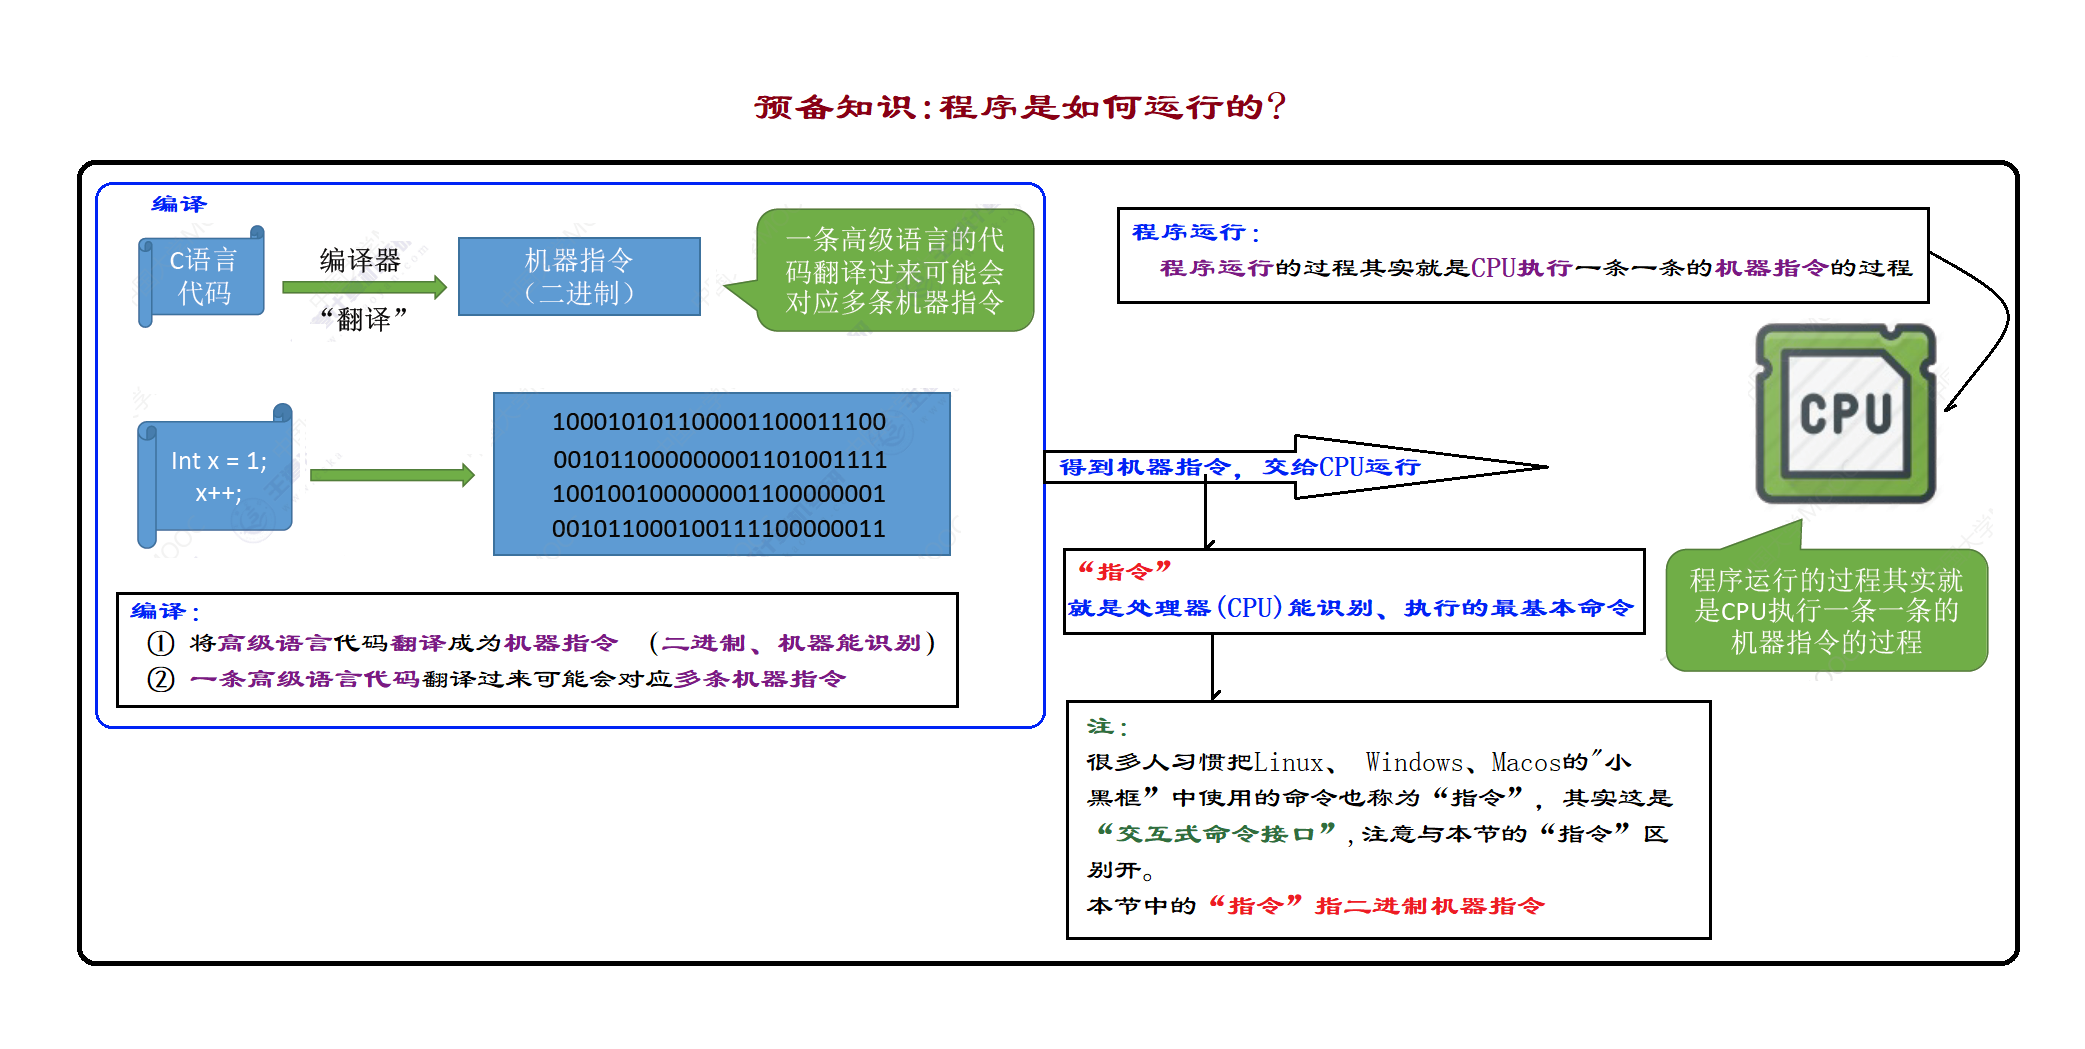 预备知识:程序是如何运行的?
编译
C语言
代码
编译器
“翻译”
机器指令
（二进制）
一条高级语言的代
码翻译过来可能会
对应多条机器指令
Int x = 1;
x++;
100010101100001100011100
001011000000001101001111
100100100000001100000001
001011000100111100000011
编译:
① 将高级语言代码翻译成为机器指令 (二进制、机器能识别)
② 一条高级语言代码翻译过来可能会对应多条机器指令
程序运行:
程序运行的过程其实就是CPU执行一条一条的机器指令的过程
CPU
得到机器指令，交给CPU运行
“指令”
就是处理器(CPU)能识别、执行的最基本命令
程序运行的过程其实就
是CPU执行一条一条的
机器指令的过程
注:
很多人习惯把Linux、 Windows、Macos的"小
黑框”中使用的命令也称为“指令”，其实这是
“交互式命令接口”,注意与本节的“指令”区
别开。
本节中的“指令”指二进制机器指令